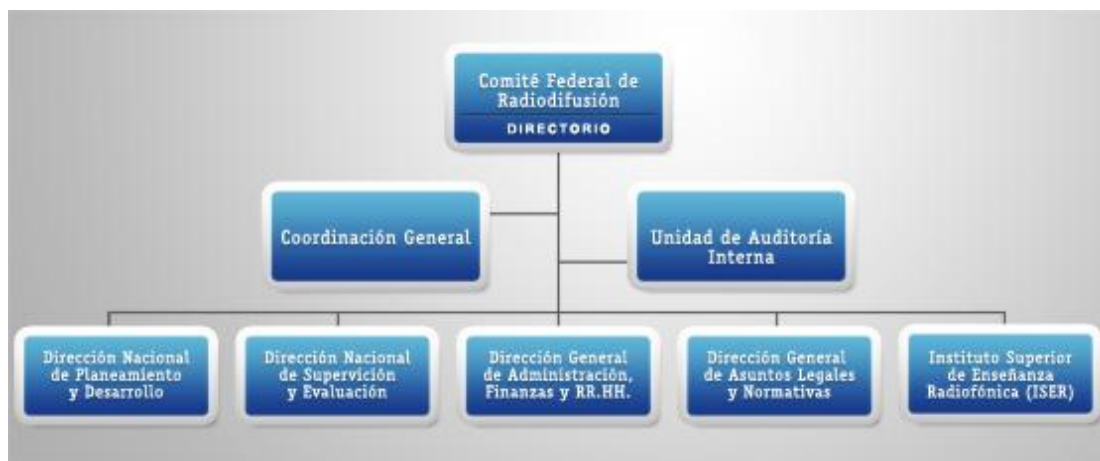 Comité Federal de
Radiodifusión
DIRECTORIO
Coordinación General
Unidad de Auditoría
Interna
Dirección Nacional
de Planeamiento
y Desarrollo
Dirección Nacional
de Supervición
y Evaluación
Dirección General
de Administración,
Finanzas y RR.HH.
Dirección General
de Asuntos Legales
y Normativas
Instituto Superior
de Enseñanza
Radiofónica (ISER)